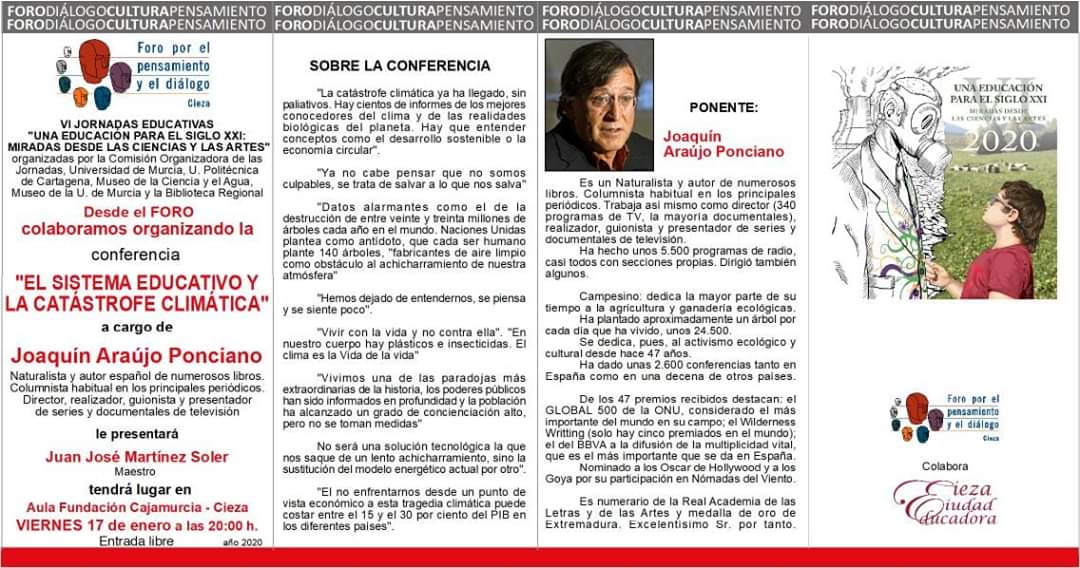 FORODIÁLOGOCULTURAPENSAMIENTO
FORODIÁLOGOCULTURAPENSAMIENTO
Foro por el
pensamiento
y el diálogo
Cieza
VI JORNADAS EDUCATIVAS
"UNA EDUCACIÓN PARA EL SIGLO XXI:
MIRADAS DESDE LAS CIENCIAS Y LAS ARTES"
organizadas por la Comisión Organizadora de las
Jornadas, Universidad de Murcia, U. Politécnica
de Cartagena, Museo de la Ciencia y el Agua,
Museo de la U. de Murcia y la Biblioteca Regional
Desde el FORO
colaboramos organizando la
conferencia
"EL SISTEMA EDUCATIVO Y
LA CATÁSTROFE CLIMÁTICA"
a cargo de
Joaquín Araújo Ponciano
Naturalista y autor español de numerosos libros.
Columnista habitual en los principales periódicos.
Director, realizador, guionista y presentador
de series y documentales de televisión
le presentará
Juan José Martínez Soler
Maestro
tendrá lugar en
Aula Fundación Cajamurcia - Cieza
VIERNES 17 de enero a las 20:00 h.
Entrada libre
año 2020
FORODIÁLOGOCULTURAPENSAMIENTO
FORODIÁLOGOCULTURAPENSAMIENTO
SOBRE LA CONFERENCIA
"La catástrofe climática ya ha llegado, sin
paliativos. Hay cientos de informes de los mejores
conocedores del clima y de las realidades
biológicas del planeta. Hay que entender
conceptos como el desarrollo sostenible o la
economía circular".
"Ya no cabe pensar que no somos
culpables, se trata de salvar a lo que nos salva"
"Datos alarmantes como el de la
destrucción de entre veinte y treinta millones de
árboles cada año en el mundo. Naciones Unidas
plantea como antídoto, que cada ser humano
plante 140 árboles, "fabricantes de aire limpio
como obstáculo al achicharramiento de nuestra
atmósfera"
"Hemos dejado de entendernos, se piensa
y se siente poco".
"Vivir con la vida y no contra ella". "En
nuestro cuerpo hay plásticos e insecticidas. El
clima es la Vida de la vida"
"Vivimos una de las paradojas más
extraordinarias de la historia, los poderes públicos
han sido informados en profundidad y la población
ha alcanzado un grado de concienciación alto,
pero no se toman medidas"
No será una solución tecnológica la que
nos saque de un lento achicharramiento, sino la
sustitución del modelo energético actual por otro".
"El no enfrentarnos desde un punto de
vista económico a esta tragedia climática puede
costar entre el 15 y el 30 por ciento del PIB en
los diferentes países".
FORODIÁLOGOCULTURAPENSAMIENTO
FORODIÁLOGOCULTURAPENSAMIENTO
PONENTE:
Joaquín
Araújo Ponciano
Es un Naturalista y autor de numerosos
libros. Columnista habitual en los principales
periódicos. Trabaja así mismo como director (340
programas de TV, la mayoría documentales),
realizador, guionista y presentador de series y
documentales de televisión.
Ha hecho unos 5.500 programas de radio,
casi todos con secciones propias. Dirigió también
algunos.
Campesino: dedica la mayor parte de su
tiempo a la agricultura y ganadería ecológicas.
Ha plantado aproximadamente un árbol por
cada día que ha vivido, unos 24.500.
Se dedica, pues, al activismo ecológico y
cultural desde hace 47 años.
Ha dado unas 2.600 conferencias tanto en
España como en una decena de otros países.
De los 47 premios recibidos destacan: el
GLOBAL 500 de la ONU, considerado el más
importante del mundo en su campo; el Wilderness
Writting (solo hay cinco premiados en el mundo);
el del BBVA a la difusión de la multiplicidad vital,
que es el más importante que se da en España.
Nominado a los Oscar de Hollywood y a los
Goya por su participación en Nómadas del Viento.
Es numerario de la Real Academia de las
Letras y de las Artes y medalla de oro de
Extremadura. Excelentísimo Sr. por tanto.
FORODIÁLOGOCULTURAPENSAMIENTO
FORODIÁLOGOCULTURAPENSAMIENTO
VI
UNA EDUCACIÓN
PARA EL SIGLO XXI
MIRADAS DESDE
LAS CIENCIAS Y LAS ARTES
2020
Foro por el
pensamiento
y el diálogo
Cieza
Colabora
Cieza
Ciudad
Educadora